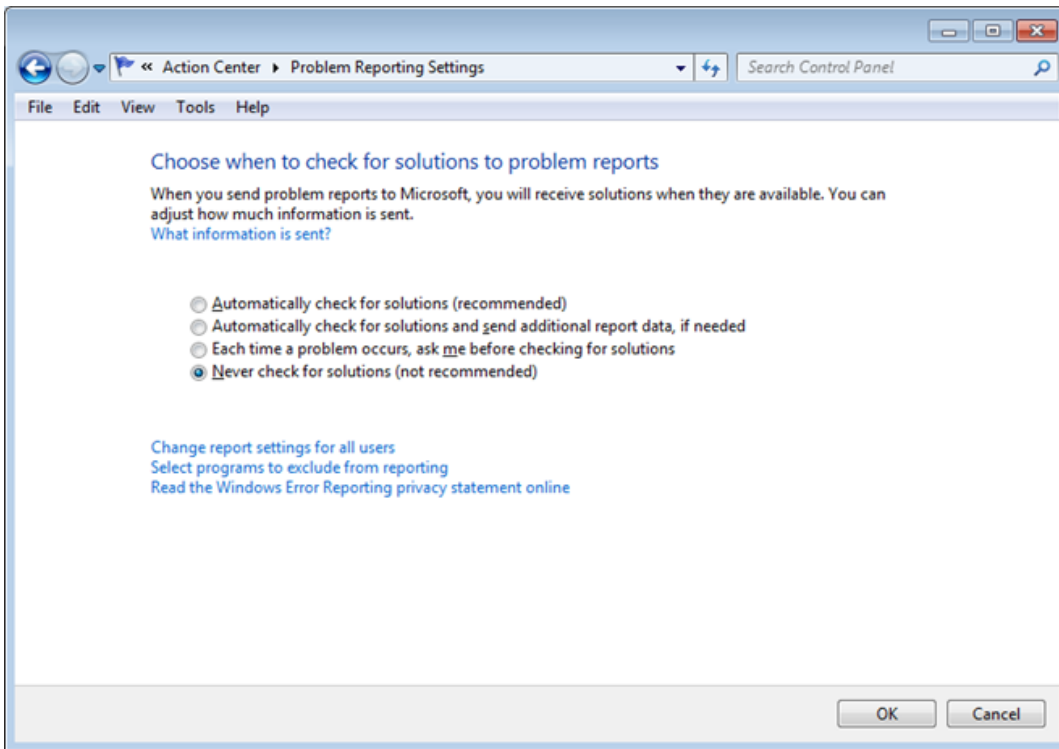 « Action Center ▸ Problem Reporting Settings Search Control Panel
File Edit View Tools Help
Choose when to check for solutions to problem reports
When you send problem reports to Microsoft, you will receive solutions when they are available. You can
adjust how much information is sent.
What information is sent?
Automatically check for solutions (recommended)
Automatically check for solutions and send additional report data, if needed
Each time a problem occurs, ask me before checking for solutions
Never check for solutions (not recommended)
Change report settings for all users
Select programs to exclude from reporting
Read the Windows Error Reporting privacy statement online
OK Cancel